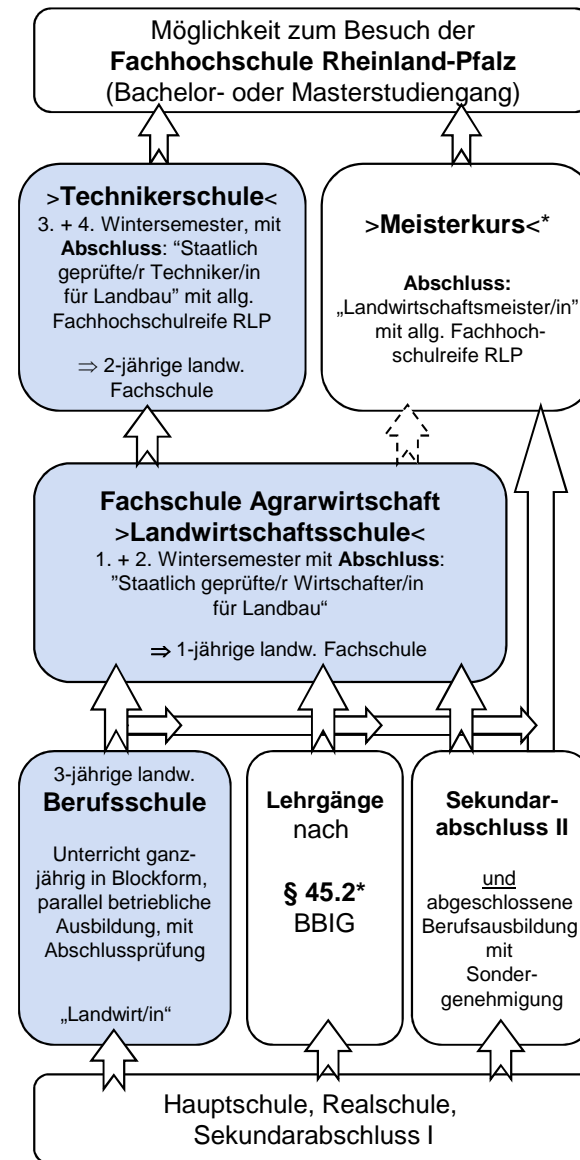 Möglichkeit zum Besuch der
Fachhochschule Rheinland-Pfalz
(Bachelor- oder Masterstudiengang)
>Technikerschule<
3. + 4. Wintersemester, mit
Abschluss: "Staatlich
geprüfte/r Techniker/in
für Landbau" mit allg.
Fachhochschulreife RLP
⇒ 2-jährige landw.
Fachschule
>Meisterkurs<*
Abschluss:
„Landwirtschaftsmeister/in"
mit allg. Fachhoch-
schulreife RLP
Fachschule Agrarwirtschaft
>Landwirtschaftsschule<
1. + 2. Wintersemester mit Abschluss:
"Staatlich geprüfte/r Wirtschafter/in
für Landbau“
⇒ 1-jährige landw. Fachschule
3-jährige landw.
Berufsschule
Unterricht ganz-
jährig in Blockform,
parallel betriebliche
Ausbildung, mit
Abschlussprüfung
„Landwirt/in“
Lehrgänge
nach
§ 45.2*
BBIG
Sekundar-
abschluss II
und
abgeschlossene
Berufsausbildung
mit
Sonder-
genehmigung
Hauptschule, Realschule,
Sekundarabschluss I